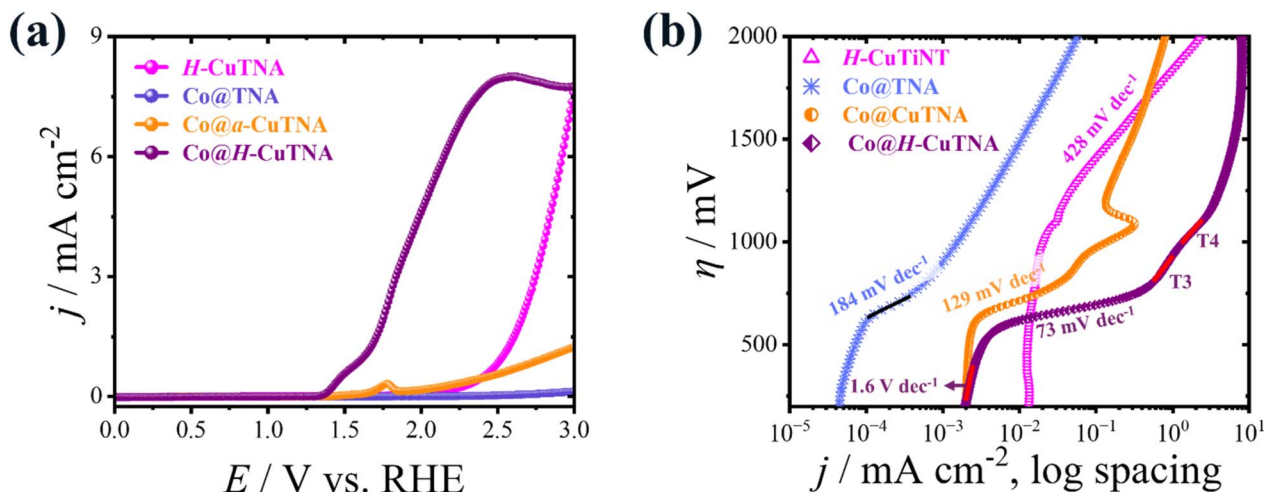 (a)
9
6
3
0
j / mA cm⁻²
H-CuTNA
Co@TNA
Co@a-CuTNA
Co@H-CuTNA
0.0 0.5 1.0 1.5 2.0 2.5 3.0
E / V vs. RHE
(b)
2000
1500
1000
500
η / mV
H-CuTiNT
Co@TNA
Co@CuTNA
Co@H-CuTNA
428 mV dec⁻¹
184 mV dec⁻¹
129 mV dec⁻¹
73 mV dec⁻¹
1.6 V dec⁻¹
T4
T3
10⁻⁵ 10⁻⁴ 10⁻³ 10⁻² 10⁻¹ 10⁰ 10¹
j / mA cm⁻², log spacing